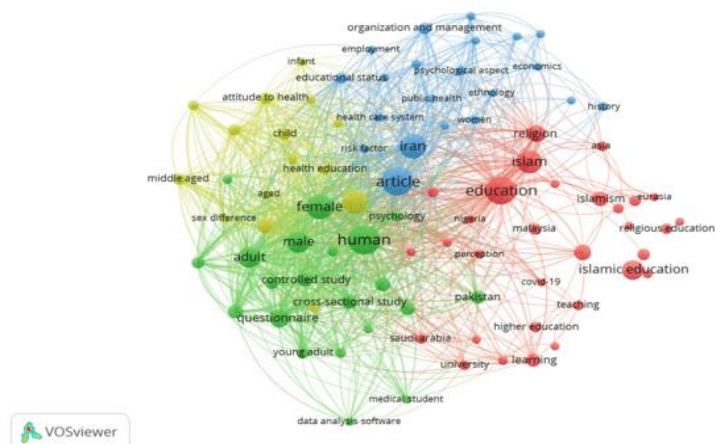 organization and management
employment
infant
educational status
psychological aspect
economics
attitude to health
public health
ethnology
history
health care system
women
child
religion
iran
risk factor
asia
islam
health education
middle aged
article
education
aged
islamism
eurasia
female
sex difference
psychology
nigeria
religious education
malaysia
male
human
adult
perception
islamic education
controlled study
covid-19
cross-sectional study
pakistan
teaching
questionnaire
higher education
saudi arabia
young adult
university
learning
medical student
data analysis-software
VOSviewer